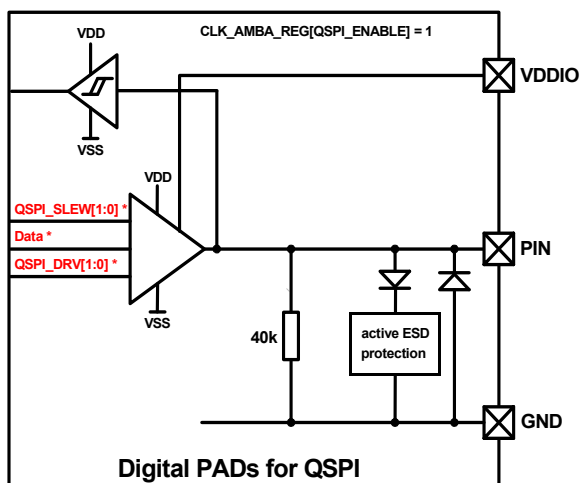 VDD
CLK_AMBA_REG[QSPI_ENABLE] = 1
VDDIO
VSS
VDD
QSPI_SLEW[1:0] *
Data *
QSPI_DRV[1:0] *
PIN
VSS
40k
active ESD
protection
GND
Digital PADs for QSPI